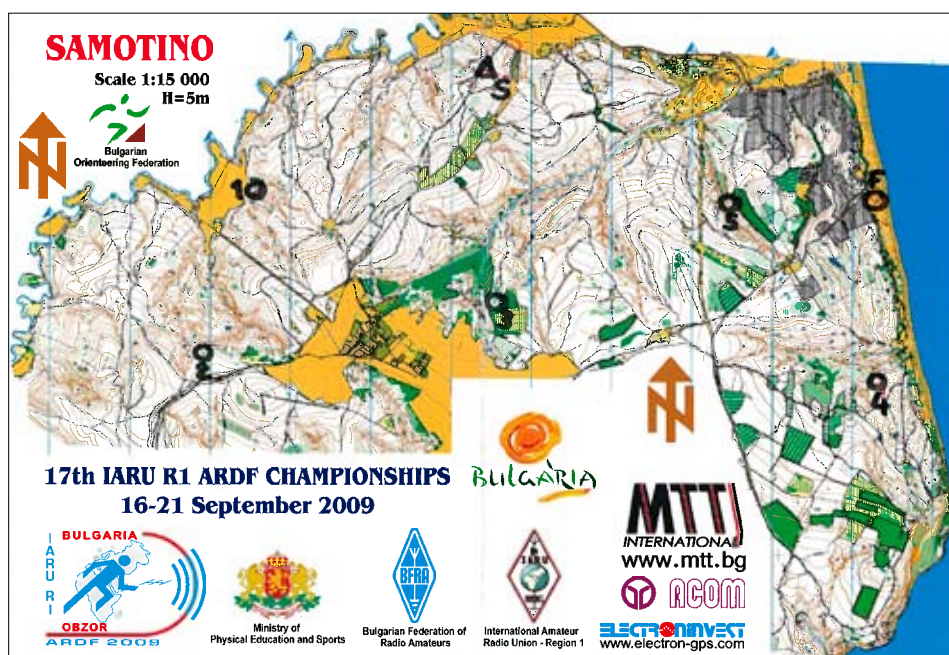 SAMOTINO
Scale 1:15 000
H=5m
N
Bulgarian
Orienteering Federation
17th IARU R1 ARDF CHAMPIONSHIPS
16-21 September 2009
BULGARIA
IARU R1
BULGARIA
OBZOR
ARDF 2009
Ministry of
Physical Education and Sports
BFRA
Bulgarian Federation of
Radio Amateurs
IARU
International Amateur
Radio Union - Region 1
N
MTT
INTERNATIONAL
www.mtt.bg
ACOM
ELECTRONINVEST
www.electron-gps.com